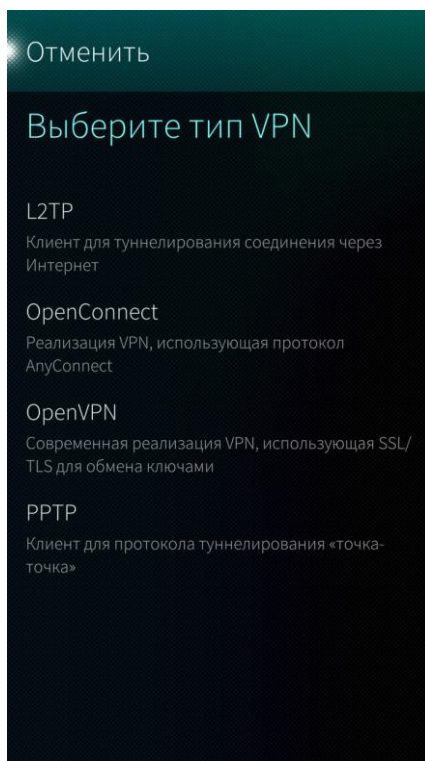 Отменить
Выберите тип VPN
L2TP
Клиент для туннелирования соединения через
Интернет
OpenConnect
Реализация VPN, использующая протокол
AnyConnect
OpenVPN
Современная реализация VPN, использующая SSL/
TLS для обмена ключами
PPTP
Клиент для протокола туннелирования «точка-
точка»